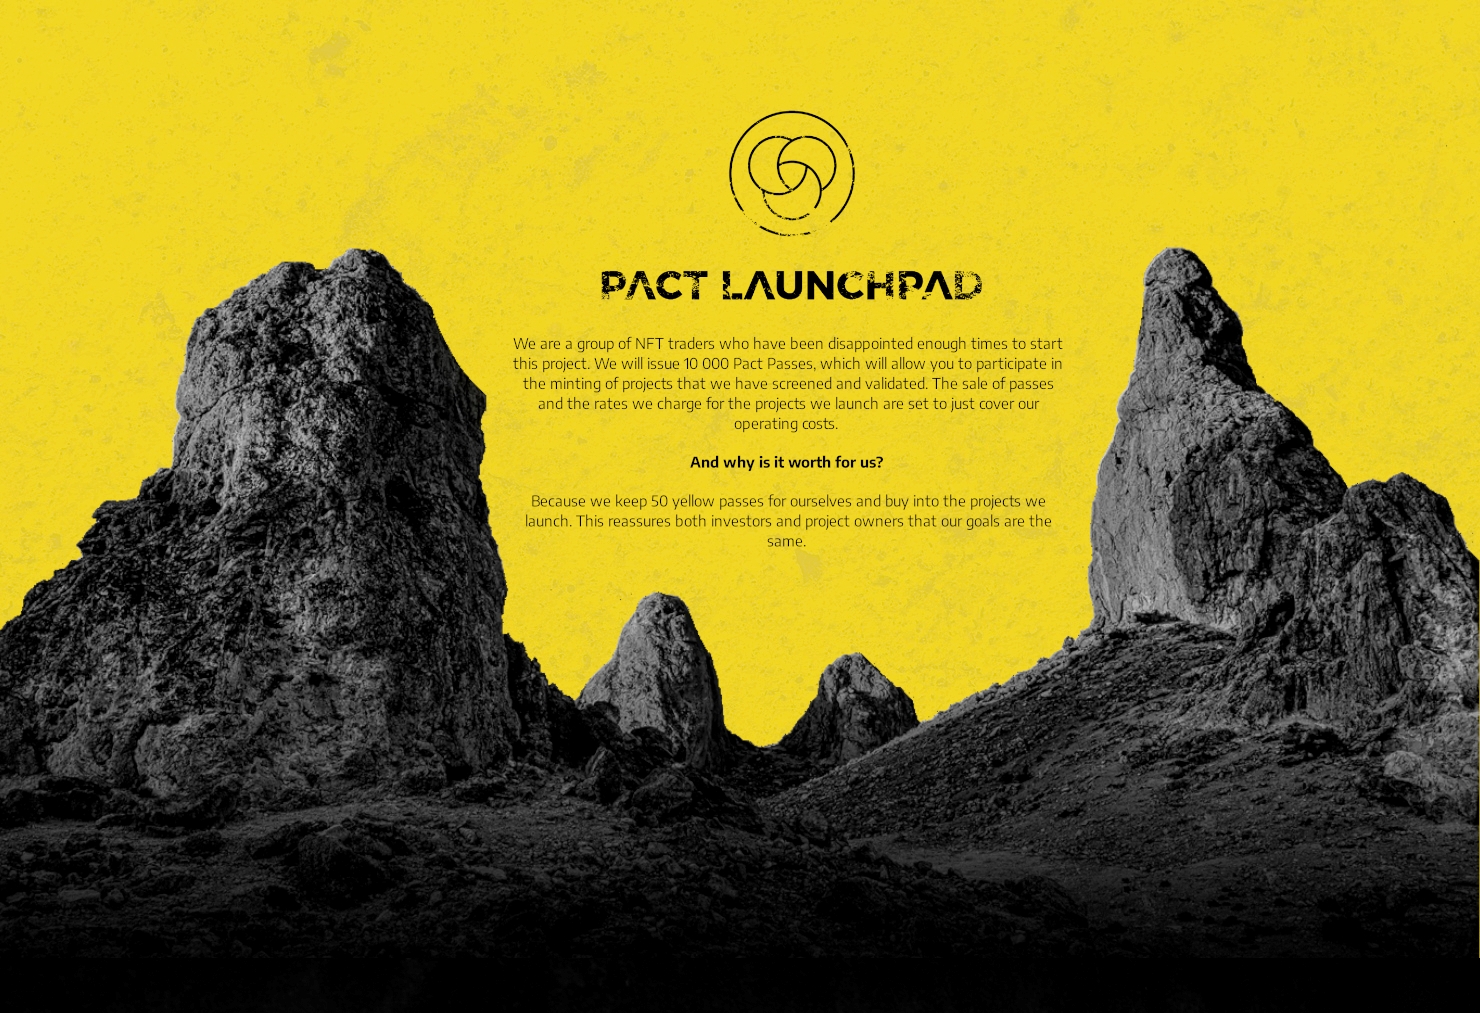 PACT LAUNCHPAD
We are a group of NFT traders who have been disappointed enough times to start
this project. We will issue 10 000 Pact Passes, which will allow you to participate in
the minting of projects that we have screened and validated. The sale of passes
and the rates we charge for the projects we launch are set to just cover our
operating costs.
And why is it worth for us?
Because we keep 50 yellow passes for ourselves and buy into the projects we
launch. This reassures both investors and project owners that our goals are the
same.